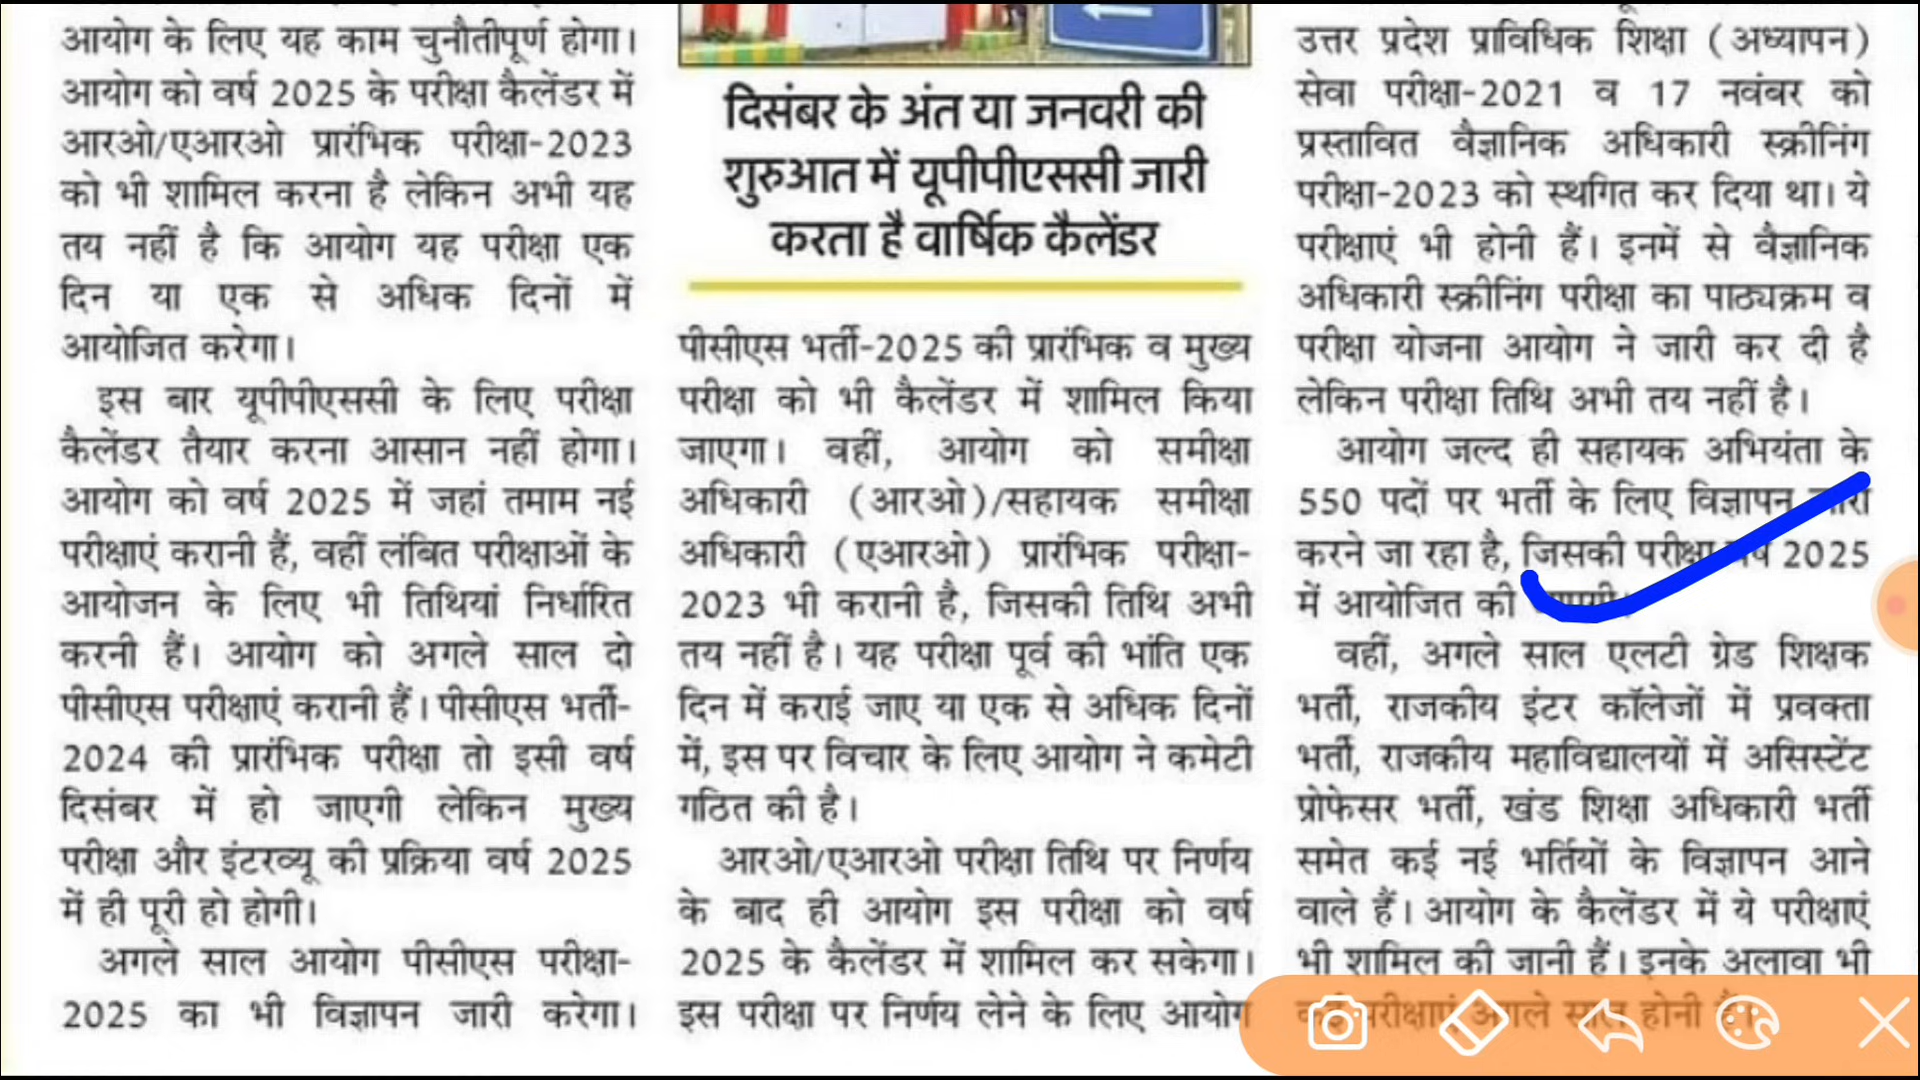 आयोग के लिए यह काम चुनौतीपूर्ण होगा।
आयोग को वर्ष 2025 के परीक्षा कैलेंडर में
आरओ/एआरओ प्रारंभिक परीक्षा-2023
को भी शामिल करना है लेकिन अभी यह
तय नहीं है कि आयोग यह परीक्षा एक
दिन या एक से अधिक दिनों में
आयोजित करेगा।
इस बार यूपीपीएससी के लिए परीक्षा
कैलेंडर तैयार करना आसान नहीं होगा।
आयोग को वर्ष 2025 में जहां तमाम नई
परीक्षाएं करानी हैं, वहीं लंबित परीक्षाओं के
आयोजन के लिए भी तिथियां निर्धारित
करनी हैं। आयोग को अगले साल दो
पीसीएस परीक्षाएं करानी हैं। पीसीएस भर्ती-
2024 की प्रारंभिक परीक्षा तो इसी वर्ष
दिसंबर में हो जाएगी लेकिन मुख्य
परीक्षा और इंटरव्यू की प्रक्रिया वर्ष 2025
में ही पूरी हो होगी।
अगले साल आयोग पीसीएस परीक्षा-
2025 का भी विज्ञापन जारी करेगा।
दिसंबर के अंत या जनवरी की
शुरुआत में यूपीपीएससी जारी
करता है वार्षिक कैलेंडर
पीसीएस भर्ती-2025 की प्रारंभिक व मुख्य
परीक्षा को भी कैलेंडर में शामिल किया
जाएगा। वहीं, आयोग को समीक्षा
अधिकारी (आरओ)/सहायक समीक्षा
अधिकारी (एआरओ) प्रारंभिक परीक्षा-
2023 भी करानी है, जिसकी तिथि अभी
तय नहीं है। यह परीक्षा पूर्व की भांति एक
दिन में कराई जाए या एक से अधिक दिनों
में, इस पर विचार के लिए आयोग ने कमेटी
गठित की है।
आरओ/एआरओ परीक्षा तिथि पर निर्णय
के बाद ही आयोग इस परीक्षा को वर्ष
2025 के कैलेंडर में शामिल कर सकेगा।
इस परीक्षा पर निर्णय लेने के लिए आयोग
उत्तर प्रदेश प्राविधिक शिक्षा (अध्यापन)
सेवा परीक्षा-2021 व 17 नवंबर को
प्रस्तावित वैज्ञानिक अधिकारी स्क्रीनिंग
परीक्षा-2023 को स्थगित कर दिया था। ये
परीक्षाएं भी होनी हैं। इनमें से वैज्ञानिक
अधिकारी स्क्रीनिंग परीक्षा का पाठ्यक्रम व
परीक्षा योजना आयोग ने जारी कर दी है
लेकिन परीक्षा तिथि अभी तय नहीं है।
आयोग जल्द ही सहायक अभियंता के
550 पदों पर भर्ती के लिए विज्ञापन
करने जा रहा है, जिसकी परीक्षा वर्ष 2025
में आयोजित की
वहीं, अगले साल एलटी ग्रेड शिक्षक
भर्ती, राजकीय इंटर कॉलेजों में प्रवक्ता
भर्ती, राजकीय महाविद्यालयों में असिस्टेंट
प्रोफेसर भर्ती, खंड शिक्षा अधिकारी भर्ती
समेत कई नई भर्तियों के विज्ञापन आने
वाले हैं। आयोग के कैलेंडर में ये परीक्षाएं
भी शामिल की जानी हैं। इनके अलावा भी
परीक्षाएं अगले साल होनी